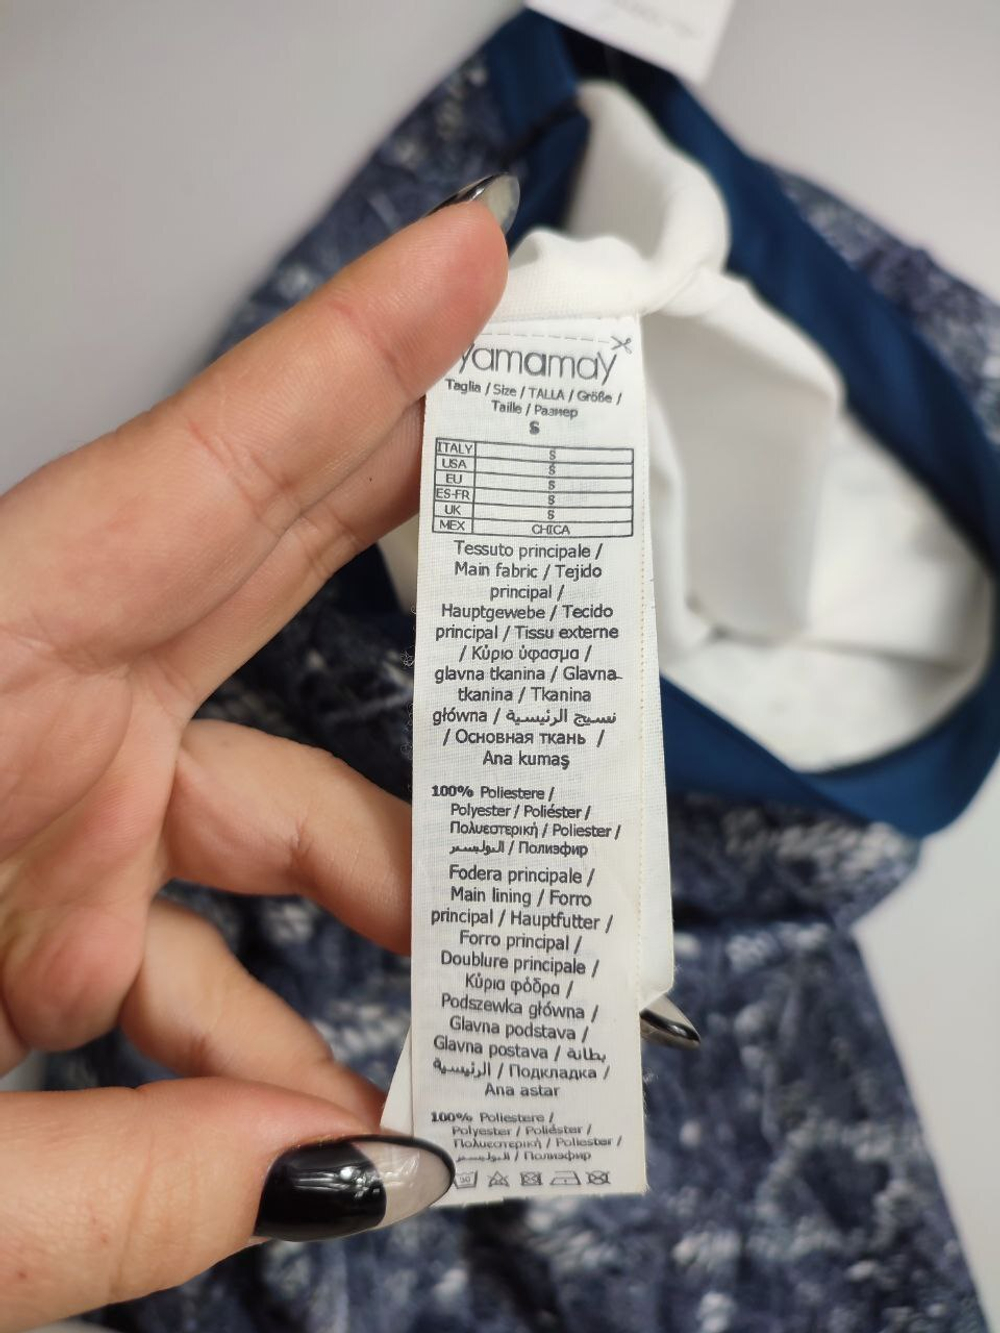 yamamay
Taglia / Size / TALLA / Größe /
Taille / Размер
S
ITALY S
USA S
EU S
ES-FR S
UK S
MEX CHICA
Tessuto principale /
Main fabric / Tejido
principal /
Hauptgewebe / Tecido
principal / Tissu externe
/ Κύριο ύφασμα /
glavna tkanina / Glavna
tkanina / Tkanina
główna / نسيج الرئيسية
/ Основная ткань /
Ana kumaş
100% Poliestere /
Polyester / Poliéster /
Πολυεστερική / Poliester /
البوليستر / Полиэфир
Fodera principale /
Main lining / Forro
principal / Hauptfutter /
Forro principal /
Doublure principale /
Κύρια φόδρα /
Podszewka główna /
Glavna podstava /
Glavna postava / بطانة
الرئيسية / Подкладка /
Ana astar
100% Poliestere /
Polyester / Poliéster /
Πολυεστερική / Poliester /
البوليستر / Полиэфир
30